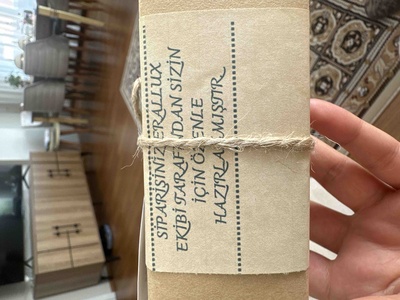 SİPARİŞİNİZ ERALLUX
EKİBİ TARAFINDAN SİZİN
İÇİN ÖZENLE
HAZIRLANMIŞTIR